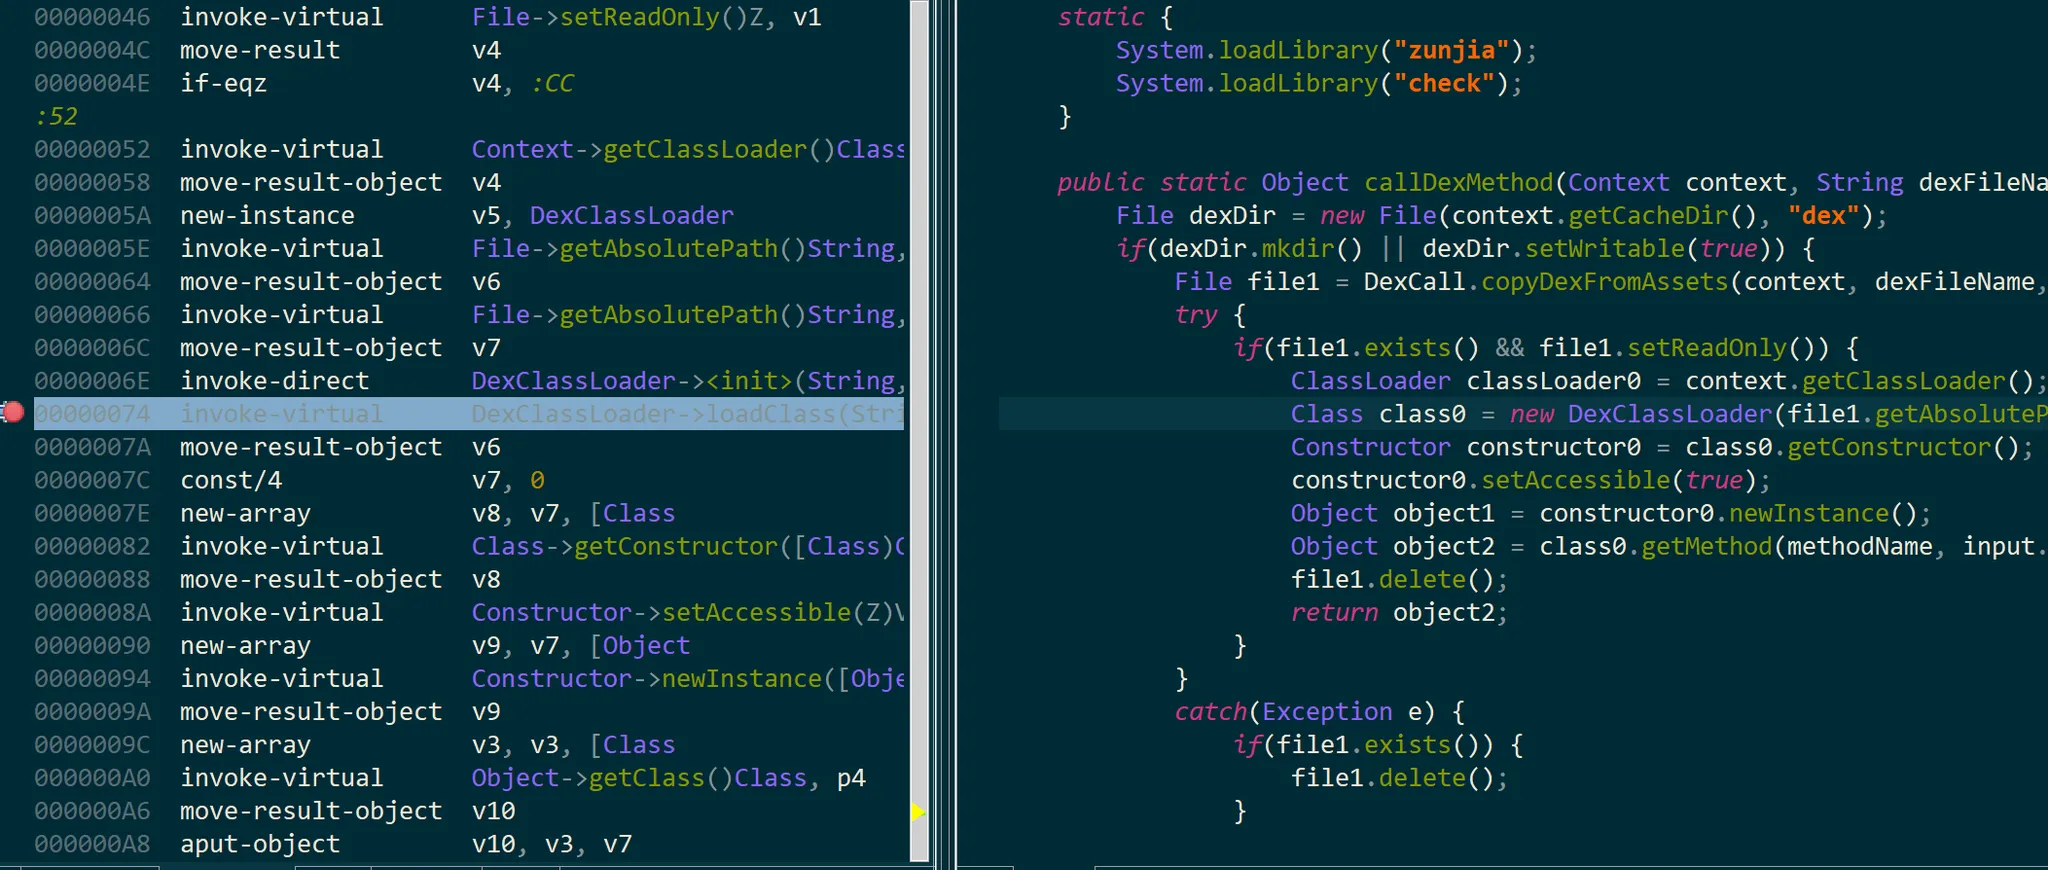 00000046 invoke-virtual File->setReadOnly()Z, v1
0000004C move-result v4
0000004E if-eqz v4, :CC
:52
00000052 invoke-virtual Context->getClassLoader()Class
00000058 move-result-object v4
0000005A new-instance v5, DexClassLoader
0000005E invoke-virtual File->getAbsolutePath()String,
00000064 move-result-object v6
00000066 invoke-virtual File->getAbsolutePath()String,
0000006C move-result-object v7
0000006E invoke-direct DexClassLoader-><init>(String,
00000074 invoke-virtual DexClassLoader->loadClass(Stri
0000007A move-result-object v6
0000007C const/4 v7, 0
0000007E new-array v8, v7, [Class
00000082 invoke-virtual Class->getConstructor([Class)C
00000088 move-result-object v8
0000008A invoke-virtual Constructor->setAccessible(Z)V
00000090 new-array v9, v7, [Object
00000094 invoke-virtual Constructor->newInstance([Obje
0000009A move-result-object v9
0000009C new-array v3, v3, [Class
000000A0 invoke-virtual Object->getClass()Class, p4
000000A6 move-result-object v10
000000A8 aput-object v10, v3, v7
static {
System.loadLibrary("zunjia");
System.loadLibrary("check");
}
public static Object callDexMethod(Context context, String dexFileNa
File dexDir = new File(context.getCacheDir(), "dex");
if(dexDir.mkdir() || dexDir.setWritable(true)) {
File file1 = DexCall.copyDexFromAssets(context, dexFileName,
try {
if(file1.exists() && file1.setReadOnly()) {
ClassLoader classLoader0 = context.getClassLoader();
Class class0 = new DexClassLoader(file1.getAbsoluteP
Constructor constructor0 = class0.getConstructor();
constructor0.setAccessible(true);
Object object1 = constructor0.newInstance();
Object object2 = class0.getMethod(methodName, input.
file1.delete();
return object2;
}
}
catch(Exception e) {
if(file1.exists()) {
file1.delete();
}